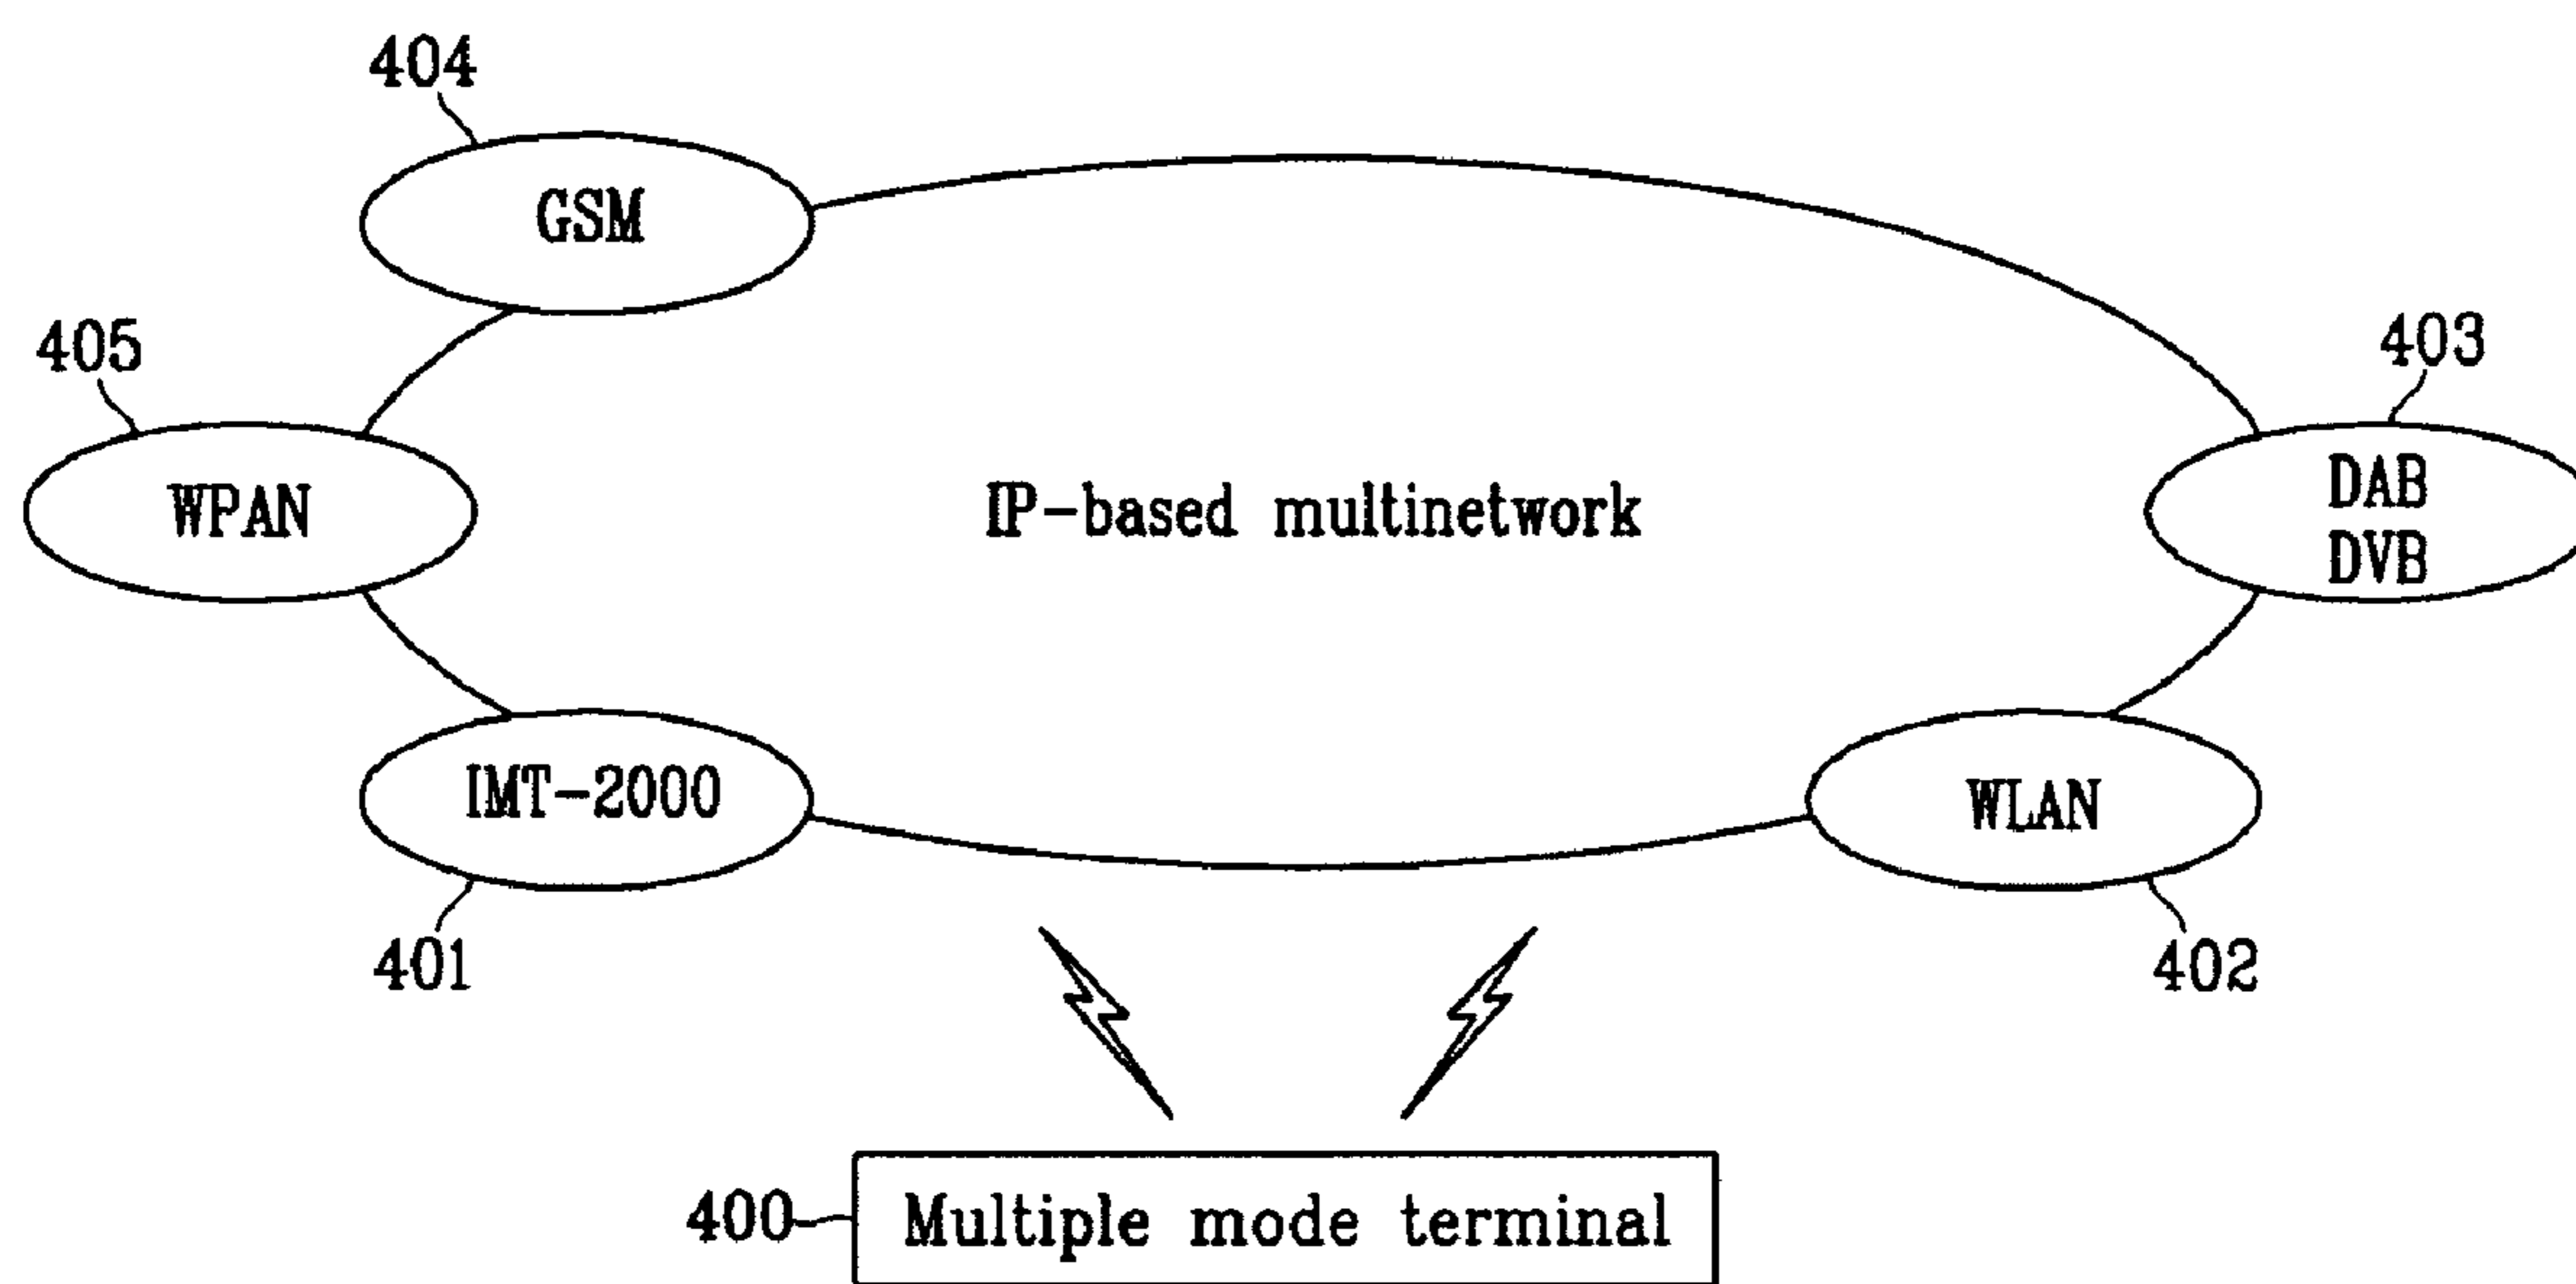 404
GSM
405
403
WPAN
IP-based multinetwork
DAB
DVB
IMT-2000
WLAN
401
402
400
Multiple mode terminal